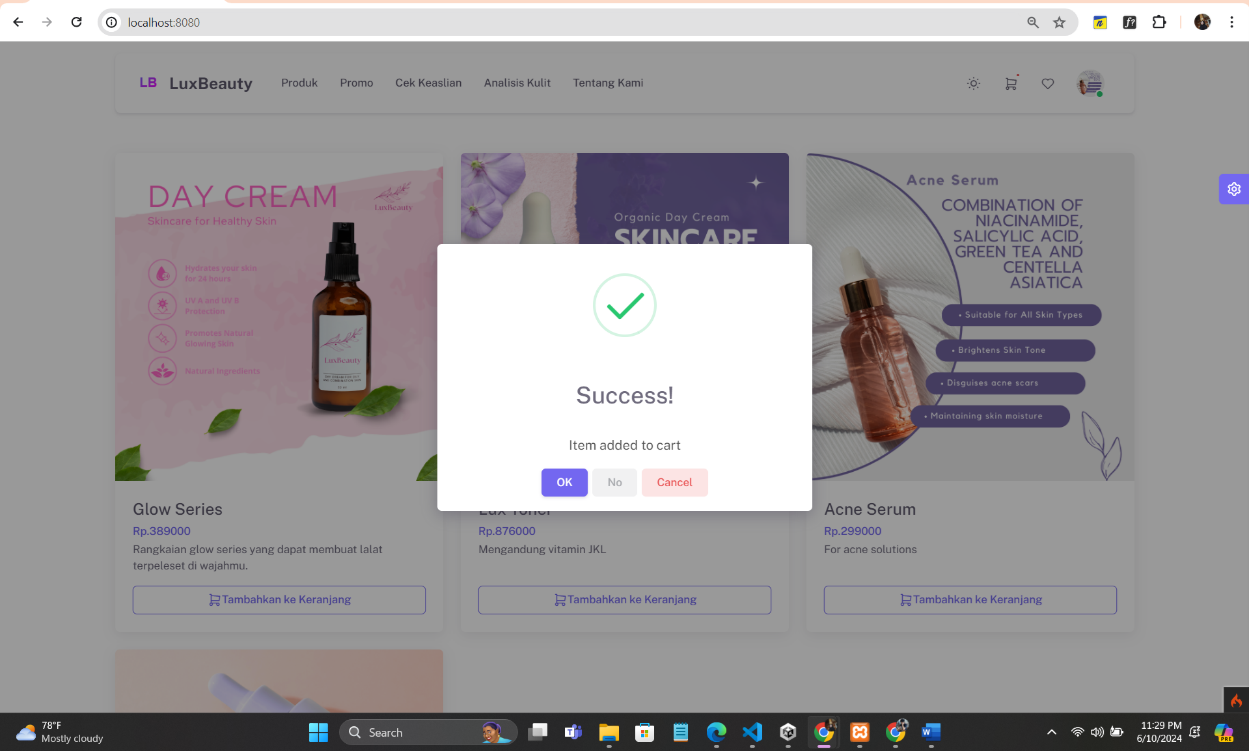 localhost:8080
LB LuxBeauty Produk Promo Cek Keaslian Analisis Kulit Tentang Kami
DAY CREAM
Skincare for Healthy Skin
LuxBeauty
Hydrates your skin
for 24 hours
UV A and UV B
Protection
Promotes Natural
Glowing Skin
Natural Ingredients
LuxBeauty
Organic Day Cream
SKINCARE
Acne Serum
COMBINATION OF
NIACINAMIDE,
SALICYLIC ACID,
GREEN TEA AND
CENTELLA
ASIATICA
• Suitable for All Skin Types
• Brightens Skin Tone
• Disguises acne scars
• Maintaining skin moisture
Success!
Item added to cart
OK No Cancel
Glow Series
Rp.389000
Rangkaian glow series yang dapat membuat lalat
terpeleset di wajahmu.
Tambahkan ke Keranjang
Lux Toner
Rp.876000
Mengandung vitamin JKL
Tambahkan ke Keranjang
Acne Serum
Rp.299000
For acne solutions
Tambahkan ke Keranjang
78°F
Mostly cloudy
Search
11:29 PM
6/10/2024
PRE